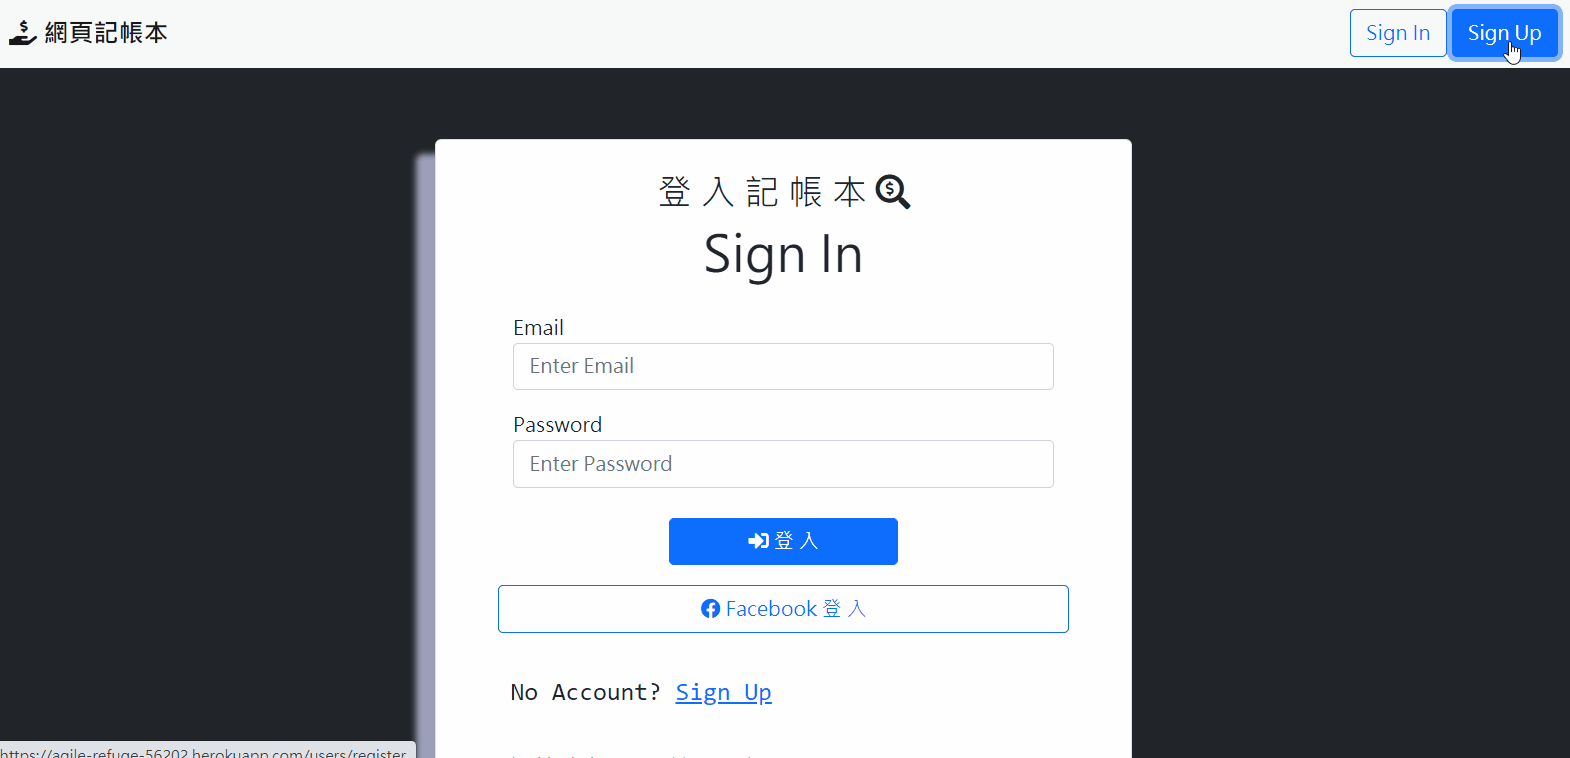 網頁記帳本
Sign In
Sign Up
登入記帳本
Sign In
Email
Enter Email
Password
Enter Password
登入
Facebook 登入
No Account? Sign Up
https://agile-refuge-56202.herokuapp.com/users/register